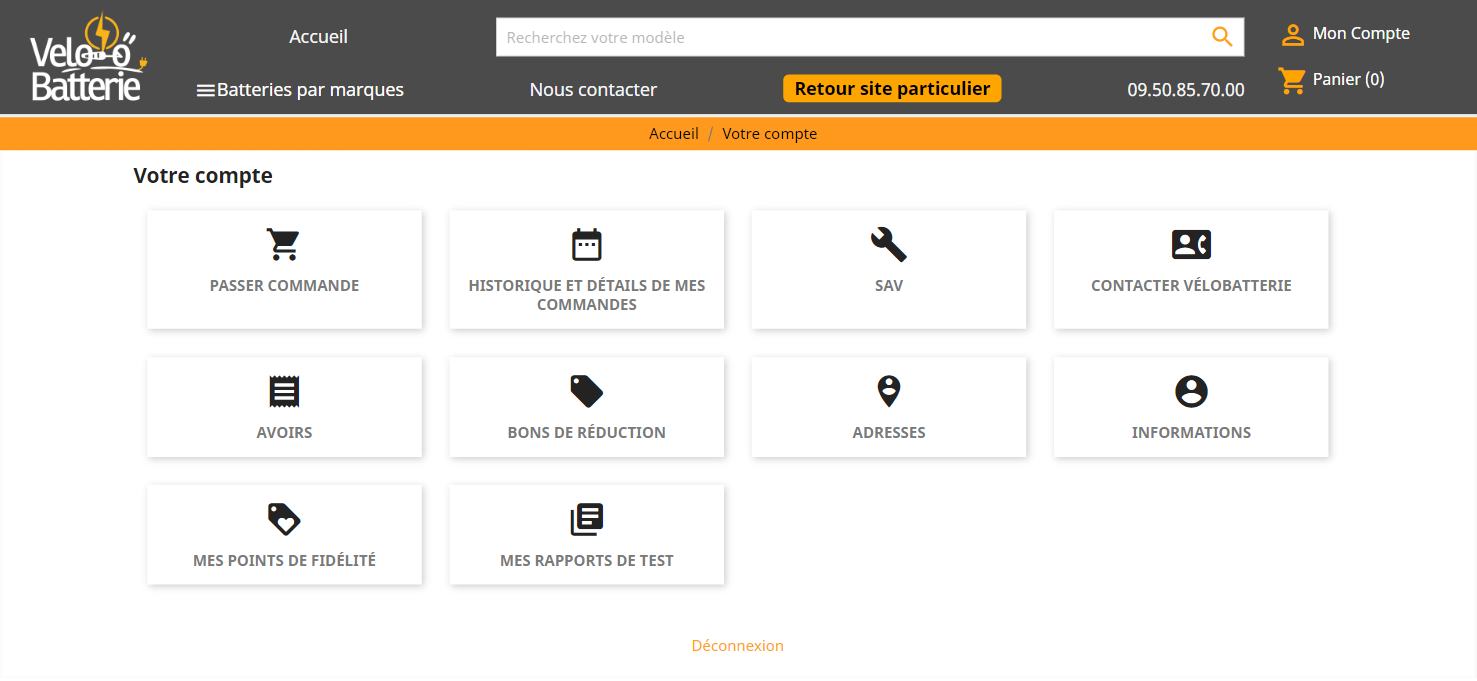 Velo
Batterie
Accueil
Recherchez votre modèle
Mon Compte
Batteries par marques
Nous contacter
Retour site particulier
09.50.85.70.00
Panier (0)
Accueil / Votre compte
Votre compte
PASSER COMMANDE
HISTORIQUE ET DÉTAILS DE MES
COMMANDES
SAV
CONTACTER VÉLOBATTERIE
AVOIRS
BONS DE RÉDUCTION
ADRESSES
INFORMATIONS
MES POINTS DE FIDÉLITÉ
MES RAPPORTS DE TEST
Déconnexion